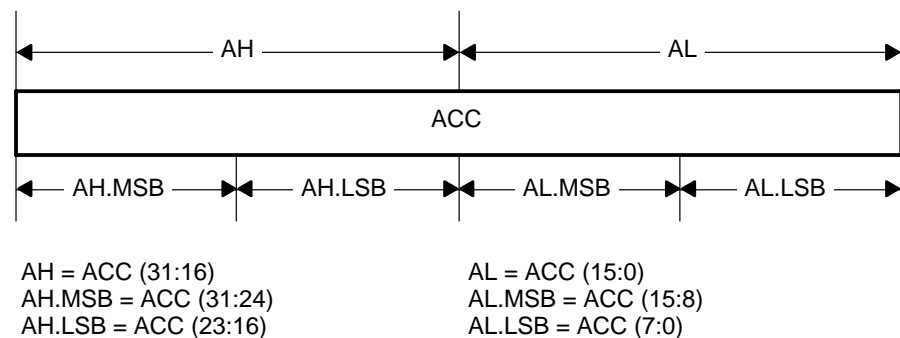 AH AL
ACC
AH.MSB AH.LSB AL.MSB AL.LSB
AH = ACC (31:16)
AH.MSB = ACC (31:24)
AH.LSB = ACC (23:16)
AL = ACC (15:0)
AL.MSB = ACC (15:8)
AL.LSB = ACC (7:0)